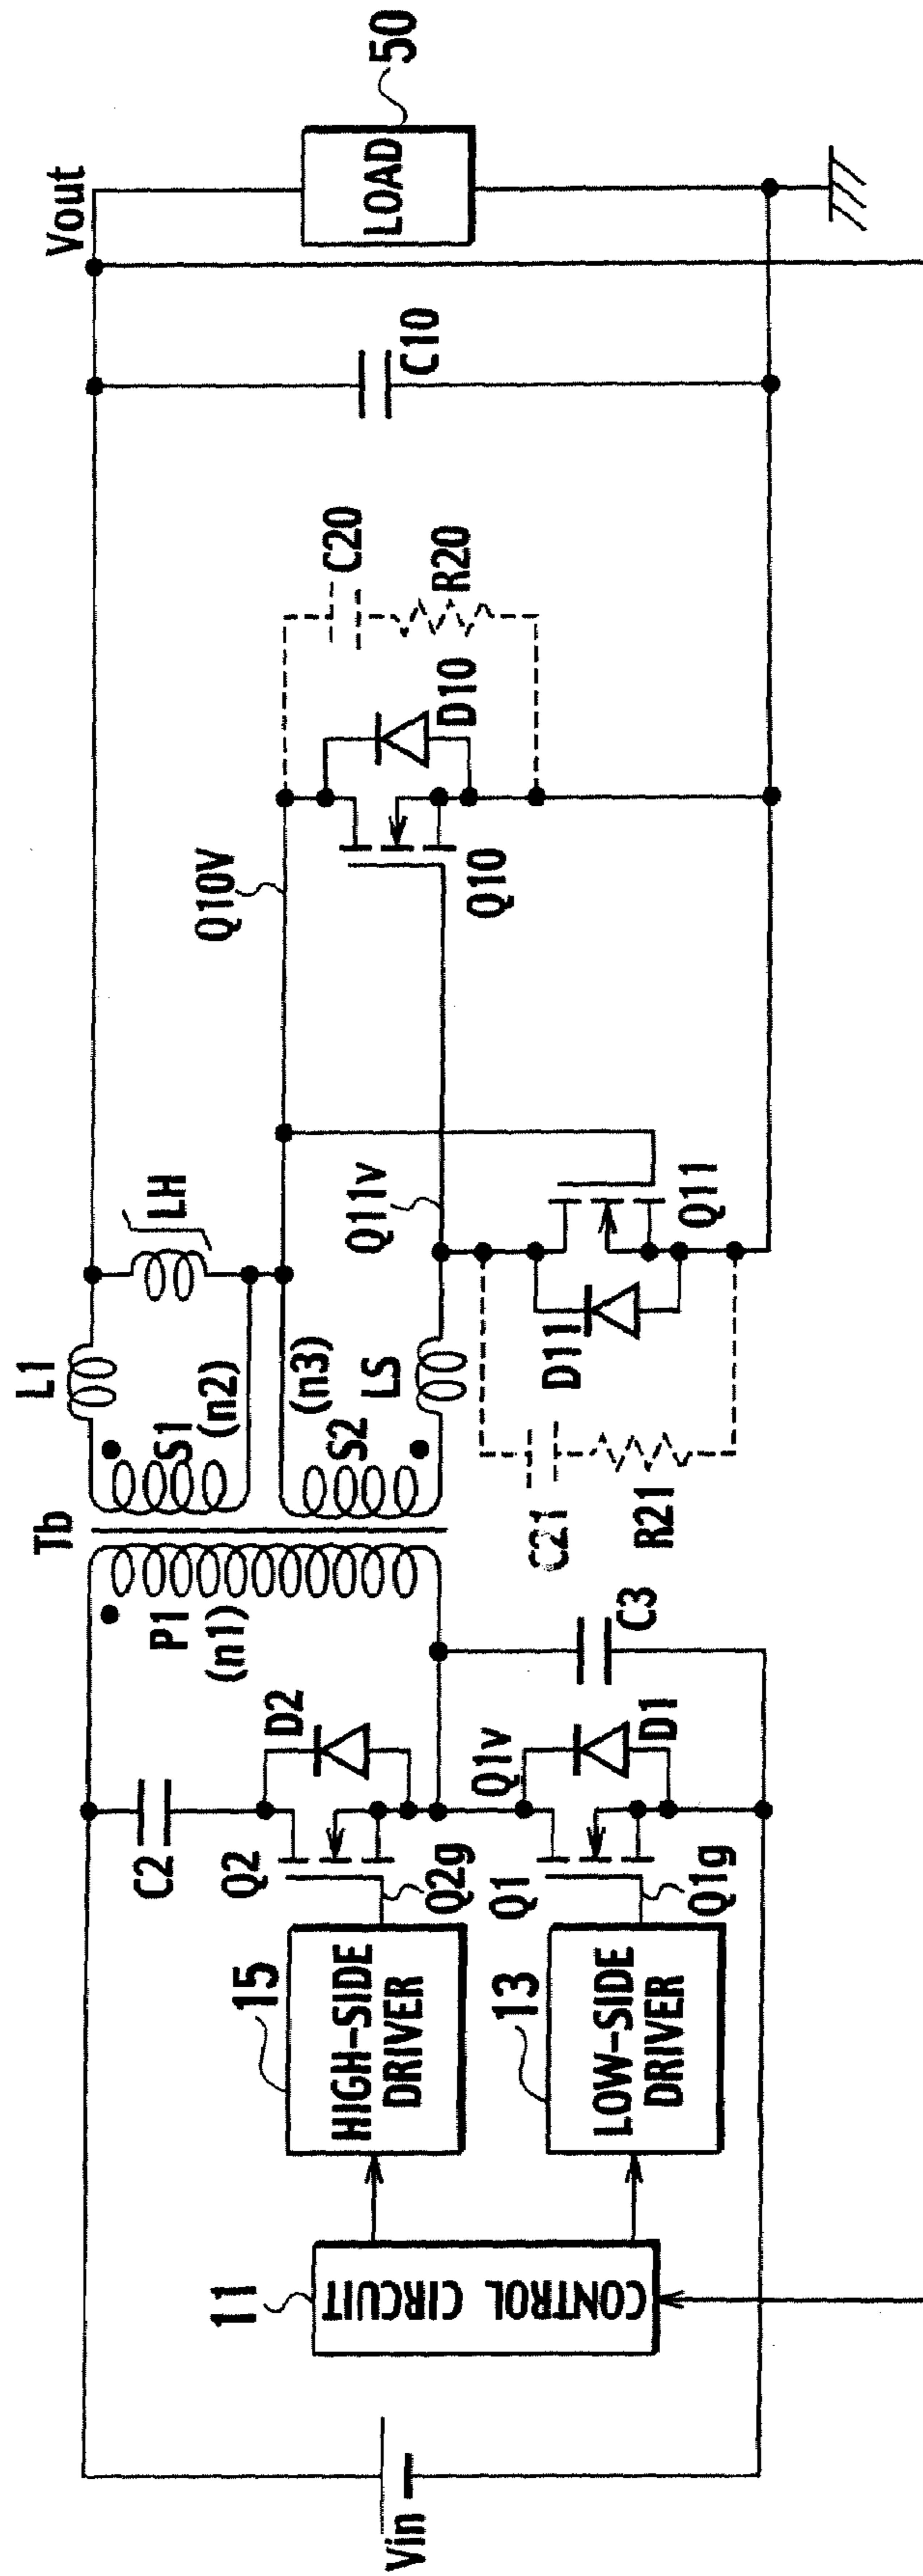 Vin
11
CONTROL CIRCUIT
15
HIGH-SIDE
DRIVER
13
LOW-SIDE
DRIVER
C2
Q2
Q2g
D2
Q1
Q1g
Q1v
D1
C3
P1
(n1)
Tb
S1
(n2)
L1
LH
(n3)
S2
LS
C21
R21
D11
Q11
Q11v
Q10V
Q10
D10
C20
R20
C10
Vout
LOAD
50